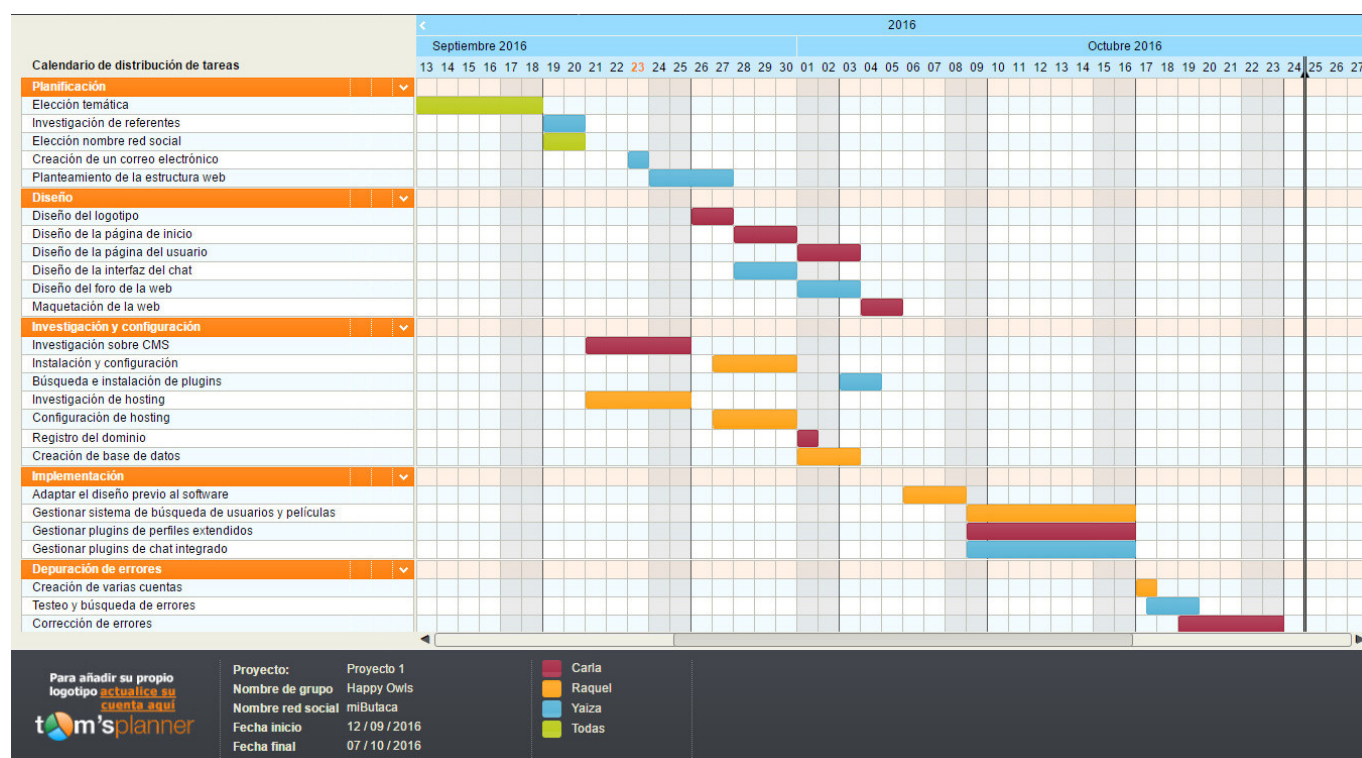 2016
Septiembre 2016 Octubre 2016
Calendario de distribución de tareas 13 14 15 16 17 18 19 20 21 22 23 24 25 26 27 28 29 30 01 02 03 04 05 06 07 08 09 10 11 12 13 14 15 16 17 18 19 20 21 22 23 24 25 26 27
Planificación
Elección temática
Investigación de referentes
Elección nombre red social
Creación de un correo electrónico
Planteamiento de la estructura web
Diseño
Diseño del logotipo
Diseño de la página de inicio
Diseño de la página del usuario
Diseño de la interfaz del chat
Diseño del foro de la web
Maquetación de la web
Investigación y configuración
Investigación sobre CMS
Instalación y configuración
Búsqueda e instalación de plugins
Investigación de hosting
Configuración de hosting
Registro del dominio
Creación de base de datos
Implementación
Adaptar el diseño previo al software
Gestionar sistema de búsqueda de usuarios y películas
Gestionar plugins de perfiles extendidos
Gestionar plugins de chat integrado
Depuración de errores
Creación de varias cuentas
Testeo y búsqueda de errores
Corrección de errores
Para añadir su propio
logotipo actualice su
cuenta aquí
tom'splanner
Proyecto: Proyecto 1
Nombre de grupo Happy Owls
Nombre red social miButaca
Fecha inicio 12 / 09 / 2016
Fecha final 07 / 10 / 2016
Carla
Raquel
Yaiza
Todas